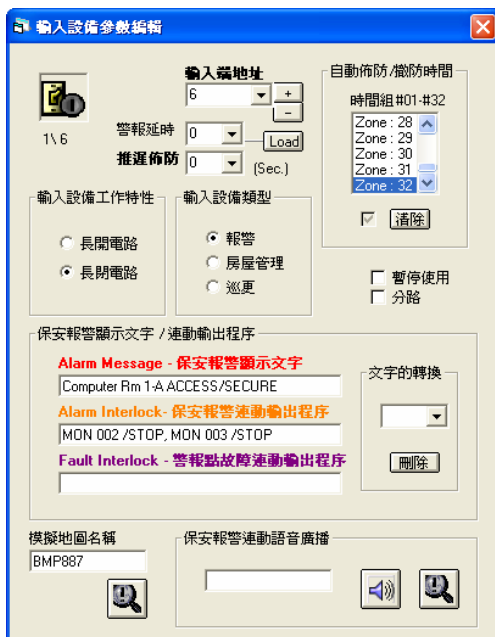 輸入設備參數編輯
輸入端地址
6
+
-
1\ 6
警報延時 0
Load
推遲佈防 0
(Sec.)
自動佈防/撤防時間
時間組#01-#32
Zone : 28
Zone : 29
Zone : 30
Zone : 31
Zone : 32
清除
輸入設備工作特性
長開電路
長閉電路
輸入設備類型
報警
房屋管理
巡更
暫停使用
分路
保安報警顯示文字 / 連動輸出程序
Alarm Message - 保安報警顯示文字
Computer Rm 1-A ACCESS/SECURE
Alarm Interlock- 保安報警連動輸出程序
MON 002 /STOP, MON 003 /STOP
Fault Interlock - 警報點故障連動輸出程序
文字的轉換
刪除
模擬地圖名稱
BMP887
保安報警連動語音廣播